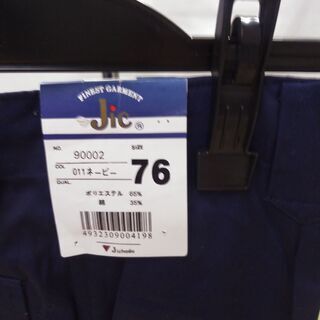 FINEST GARMENT
Jic®
NO. 90002
COL. 011ネービー
QUAL.
SIZE 76
ポリエステル 65%
綿 35%
4932309004198
Jichodo